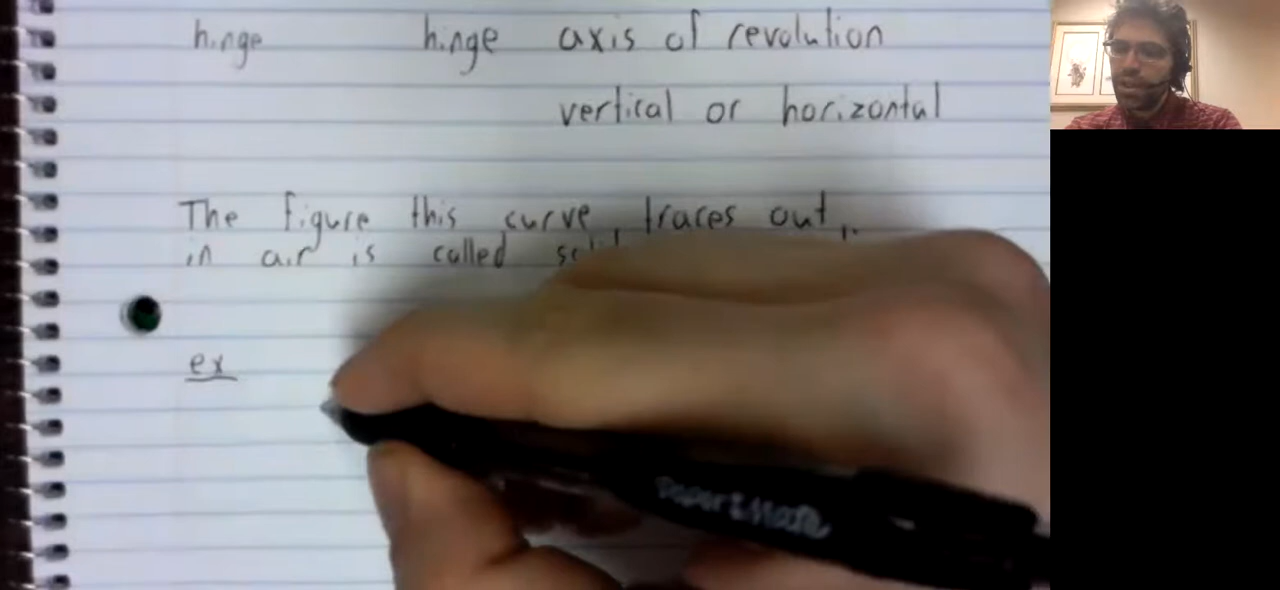 hinge hinge axis of revolution
vertical or horizontal
The figure this curve traces out
in air is called
ex
PaperMate